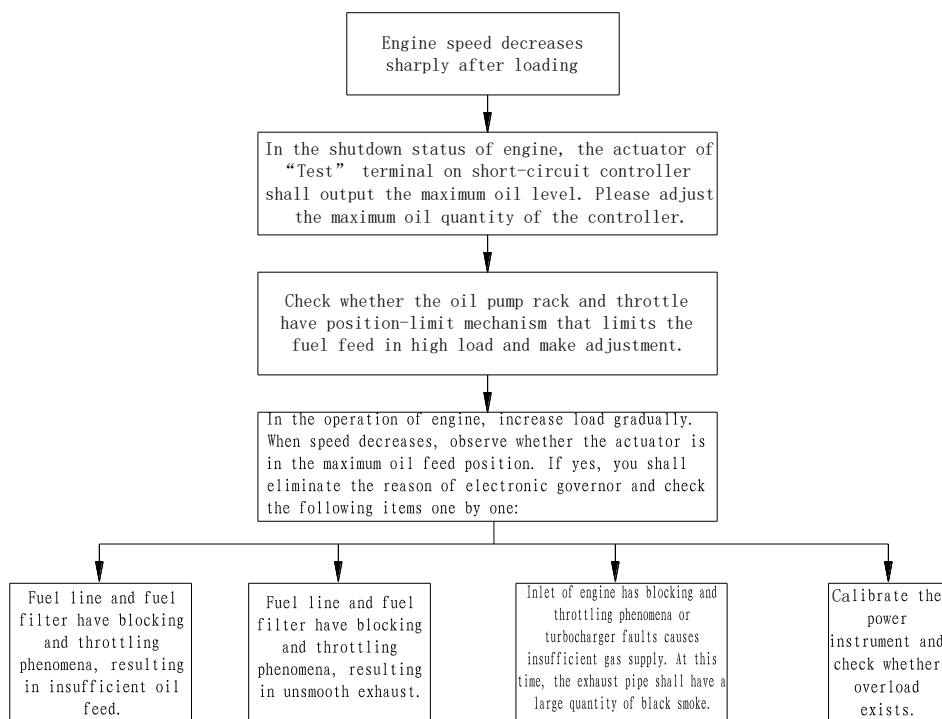 Engine speed decreases
sharply after loading
In the shutdown status of engine, the actuator of
“Test” terminal on short-circuit controller
shall output the maximum oil level. Please adjust
the maximum oil quantity of the controller.
Check whether the oil pump rack and throttle
have position-limit mechanism that limits the
fuel feed in high load and make adjustment.
In the operation of engine, increase load gradually.
When speed decreases, observe whether the actuator is
in the maximum oil feed position. If yes, you shall
eliminate the reason of electronic governor and check
the following items one by one:
Fuel line and fuel
filter have blocking
and throttling
phenomena, resulting
in insufficient oil
feed.
Fuel line and fuel
filter have blocking
and throttling
phenomena, resulting
in unsmooth exhaust.
Inlet of engine has blocking and
throttling phenomena or
turbocharger faults causes
insufficient gas supply. At this
time, the exhaust pipe shall have a
large quantity of black smoke.
Calibrate the
power
instrument and
check whether
overload
exists.